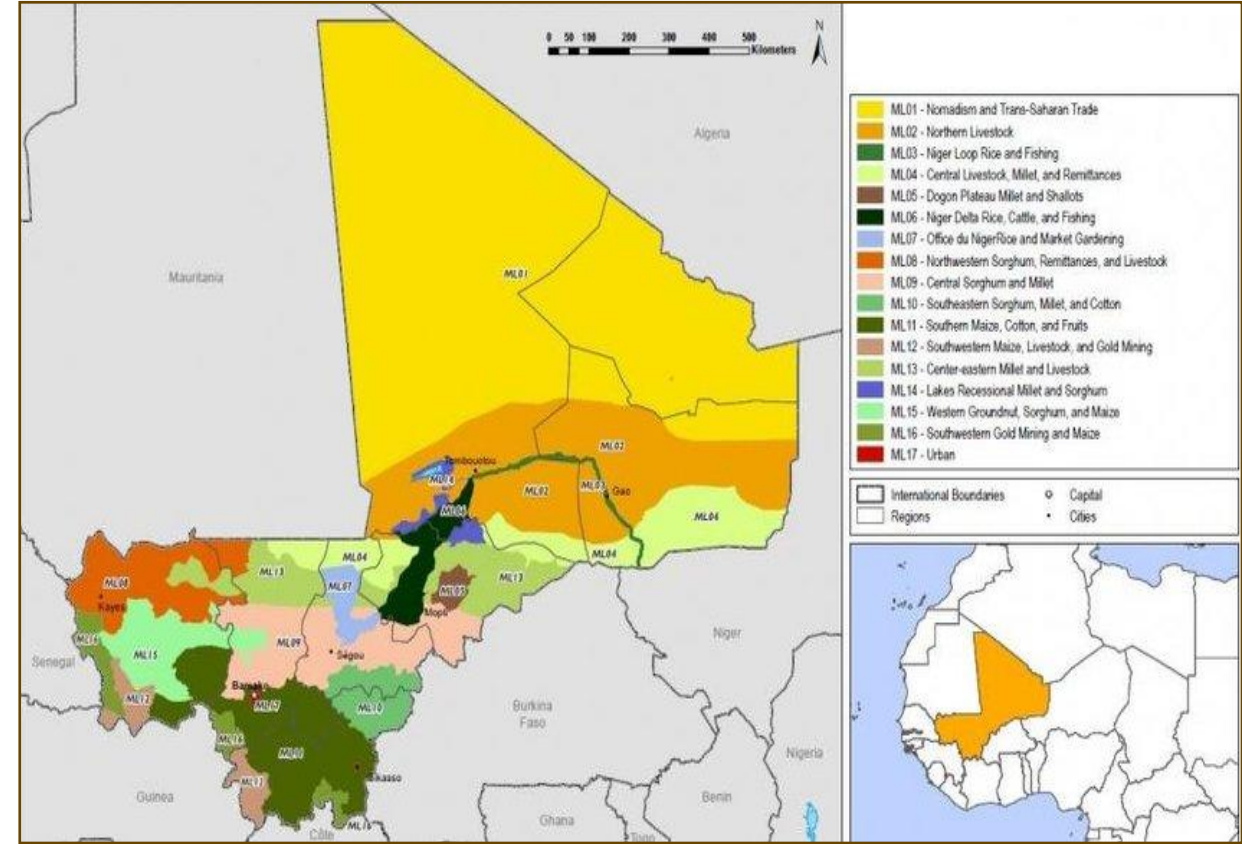 N
0 50 100 200 300 400 500
Kilometers
Algeria
Mauritania
ML01
ML02
Tombouctou
ML14
ML02
ML03
Gao
ML06
ML04
ML04
ML04
ML13
ML07
ML05
ML13
ML08
Kayes
Mopti
ML16
ML09
Ségou
ML15
Niger
Senegal
Bamako
ML12
ML17
ML10
Burkina
Faso
ML16
ML11
Nigeria
Sikasso
Guinea
Benin
Ghana
ML16
Côte
Togo
ML01 - Nomadism and Trans-Saharan Trade
ML02 - Northern Livestock
ML03 - Niger Loop Rice and Fishing
ML04 - Central Livestock, Millet, and Remittances
ML05 - Dogon Plateau Millet and Shallots
ML06 - Niger Delta Rice, Cattle, and Fishing
ML07 - Office du NigerRice and Market Gardening
ML08 - Northwestern Sorghum, Remittances, and Livestock
ML09 - Central Sorghum and Millet
ML10 - Southeastern Sorghum, Millet, and Cotton
ML11 - Southern Maize, Cotton, and Fruits
ML12 - Southwestern Maize, Livestock, and Gold Mining
ML13 - Center-eastern Millet and Livestock
ML14 - Lakes Recessional Millet and Sorghum
ML15 - Western Groundnut, Sorghum, and Maize
ML16 - Southwestern Gold Mining and Maize
ML17 - Urban
International Boundaries
Capital
Regions
Cities